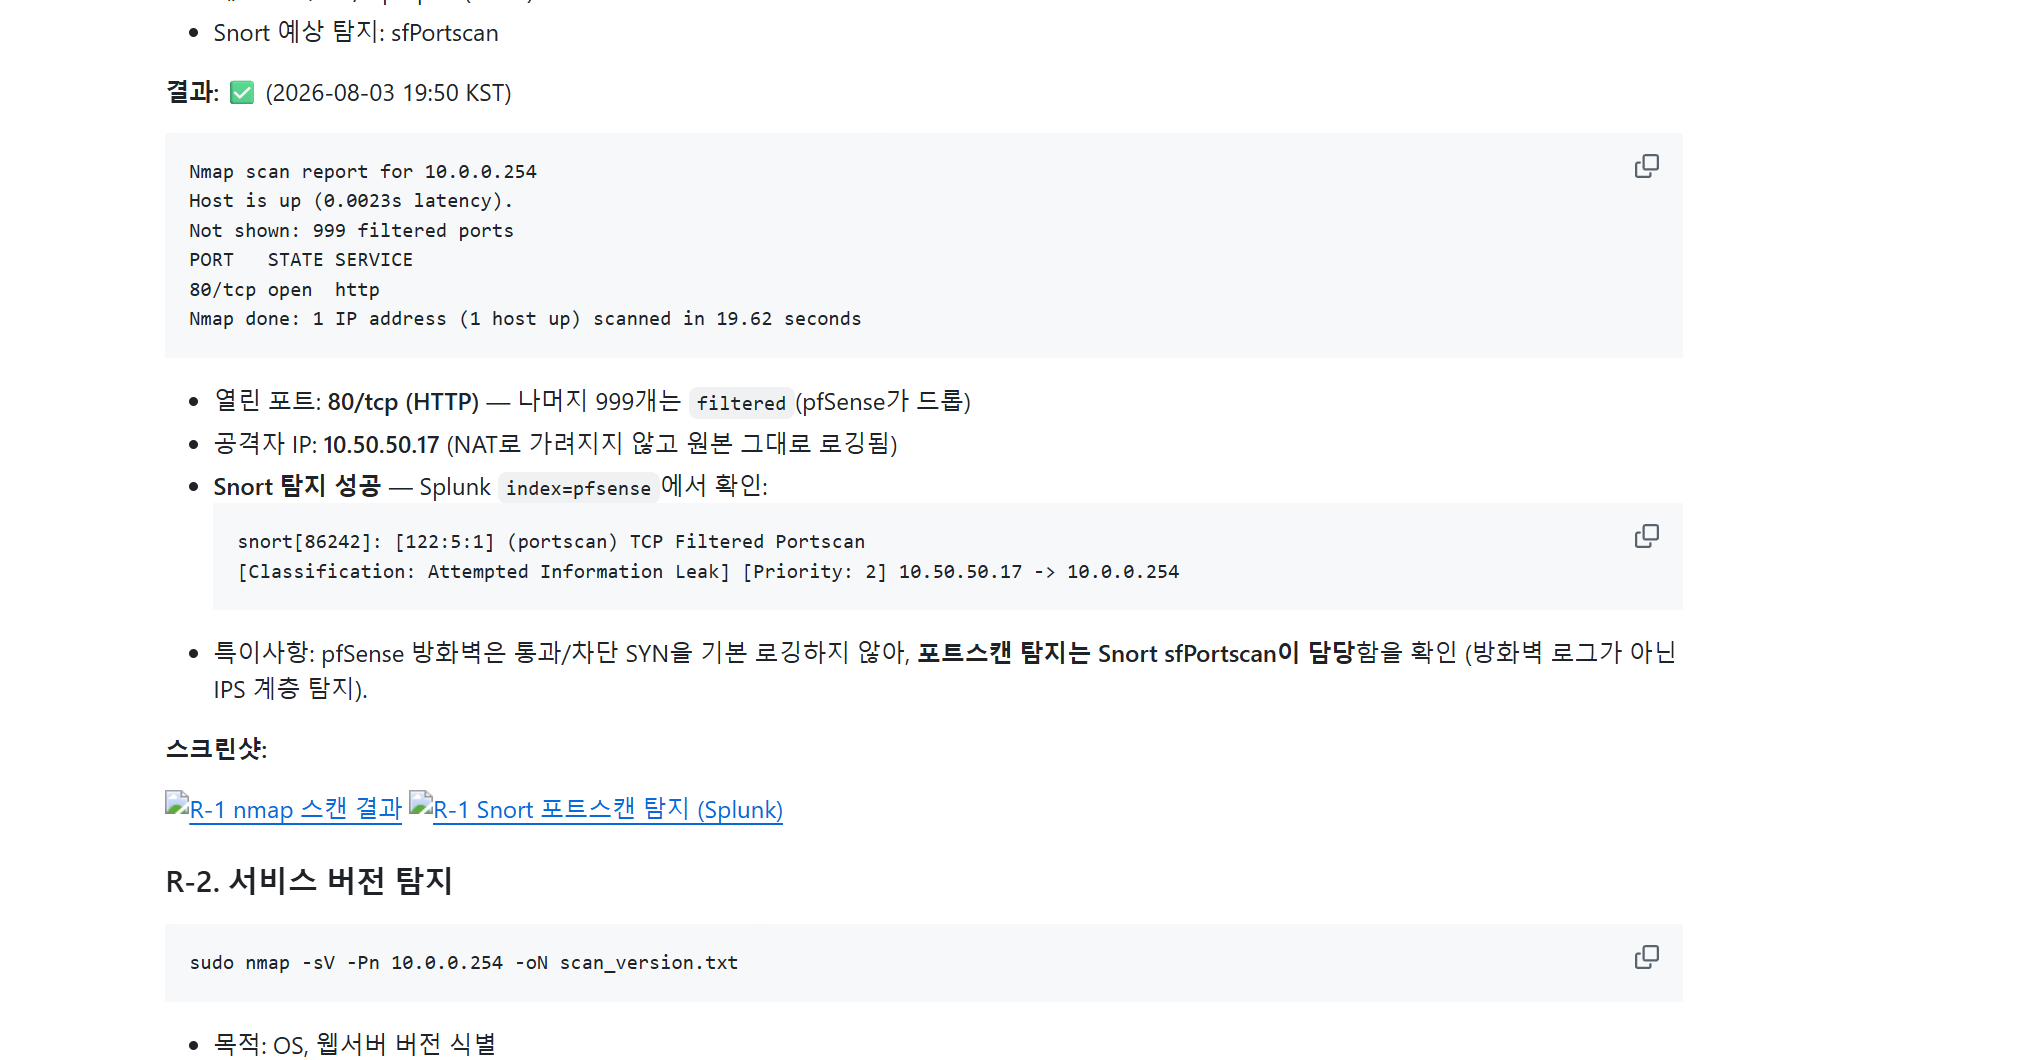 Snort 예상 탐지: sfPortscan
결과: ✅ (2026-08-03 19:50 KST)
Nmap scan report for 10.0.0.254
Host is up (0.0023s latency).
Not shown: 999 filtered ports
PORT   STATE SERVICE
80/tcp open  http
Nmap done: 1 IP address (1 host up) scanned in 19.62 seconds
열린 포트: 80/tcp (HTTP) — 나머지 999개는 filtered(pfSense가 드롭)
공격자 IP: 10.50.50.17 (NAT로 가려지지 않고 원본 그대로 로깅됨)
Snort 탐지 성공 — Splunk index=pfsense에서 확인:
snort[86242]: [122:5:1] (portscan) TCP Filtered Portscan
[Classification: Attempted Information Leak] [Priority: 2] 10.50.50.17 -> 10.0.0.254
특이사항: pfSense 방화벽은 통과/차단 SYN을 기본 로깅하지 않아, 포트스캔 탐지는 Snort sfPortscan이 담당함을 확인 (방화벽 로그가 아닌
IPS 계층 탐지).
스크린샷:
R-1 nmap 스캔 결과 R-1 Snort 포트스캔 탐지 (Splunk)
R-2. 서비스 버전 탐지
sudo nmap -sV -Pn 10.0.0.254 -oN scan_version.txt
목적: OS, 웹서버 버전 식별